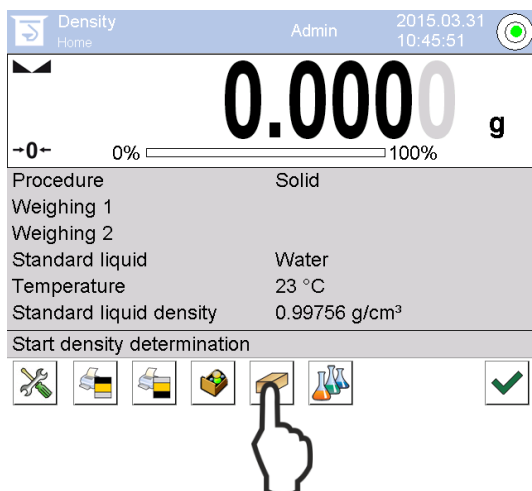 Density Admin 2015.03.31
Home 10:45:51
0.0000 g
→0← 0% 100%
Procedure Solid
Weighing 1
Weighing 2
Standard liquid Water
Temperature 23 °C
Standard liquid density 0.99756 g/cm³
Start density determination